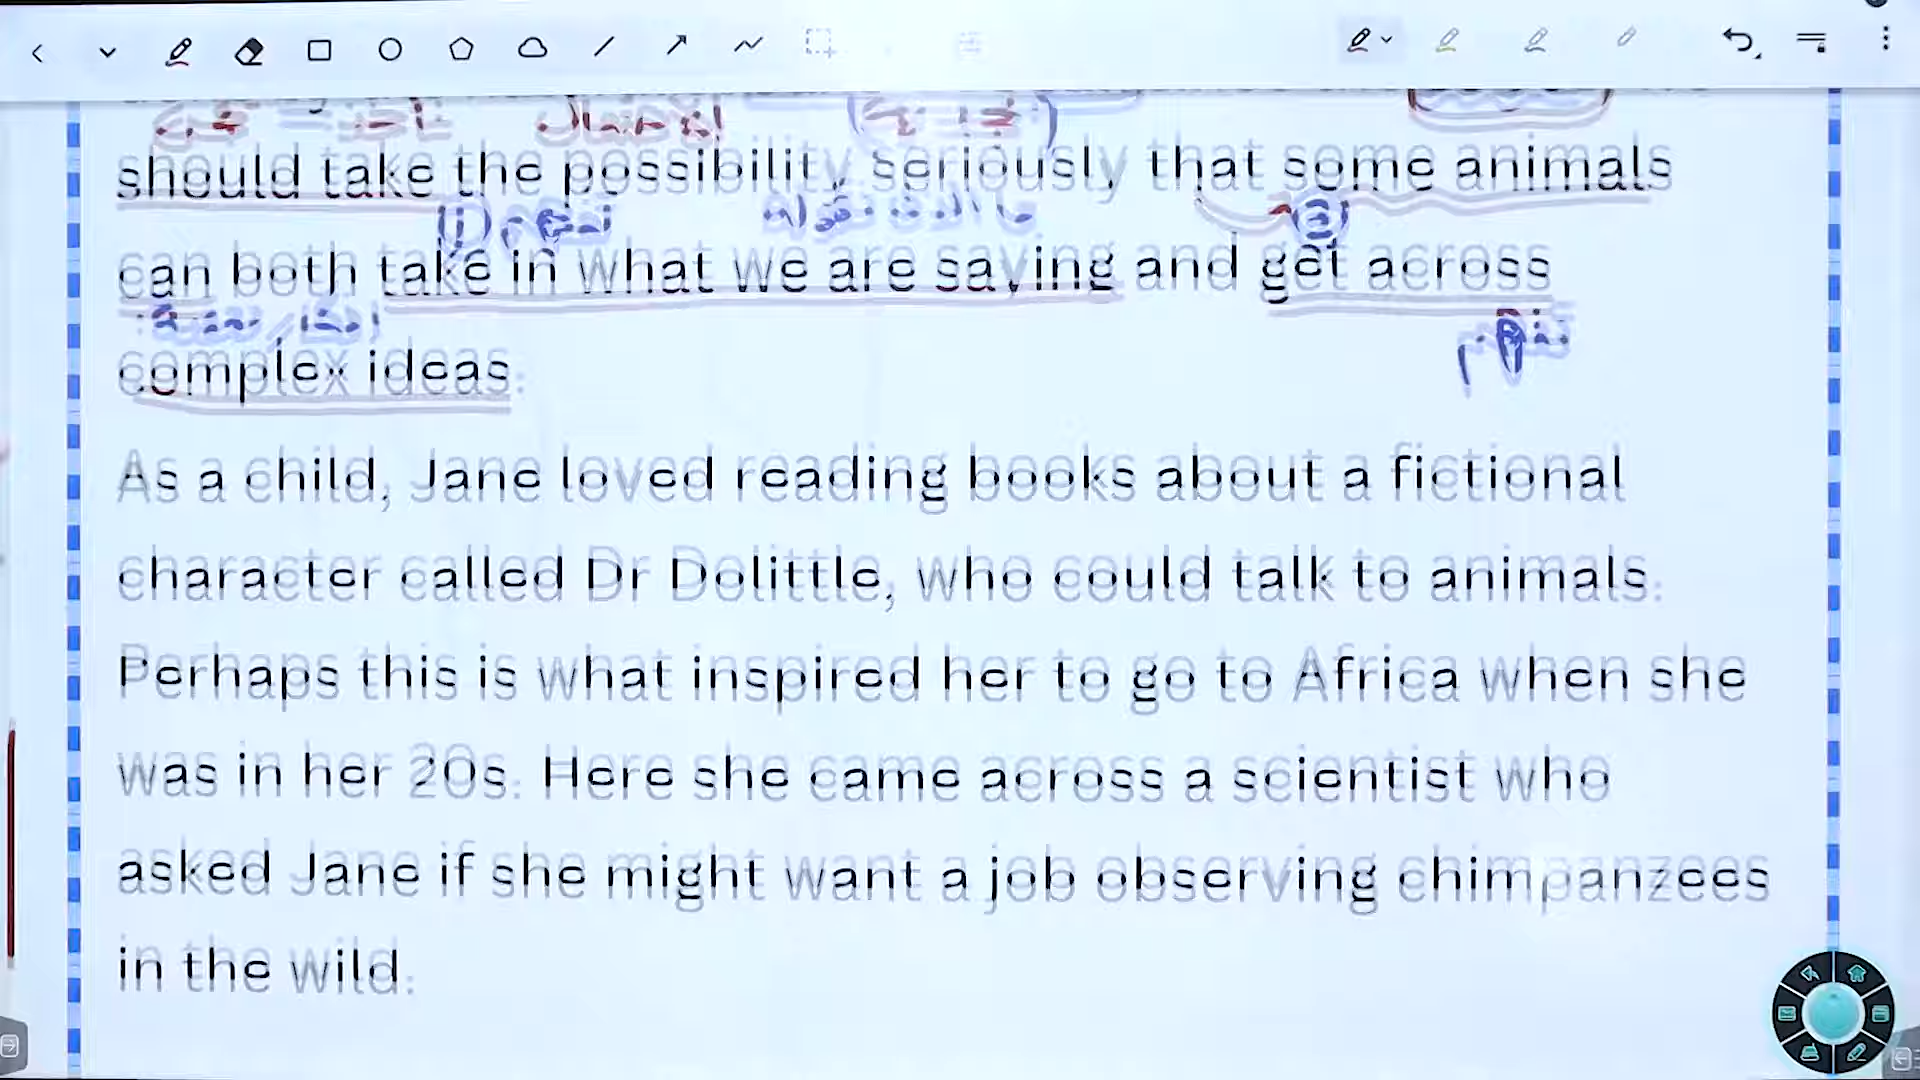 should take the possibility seriously that some animals
can both take in what we are saying and get across
complex ideas.
As a child, Jane loved reading books about a fictional
character called Dr Dolittle, who could talk to animals.
Perhaps this is what inspired her to go to Africa when she
was in her 20s. Here she came across a scientist who
asked Jane if she might want a job observing chimpanzees
in the wild.